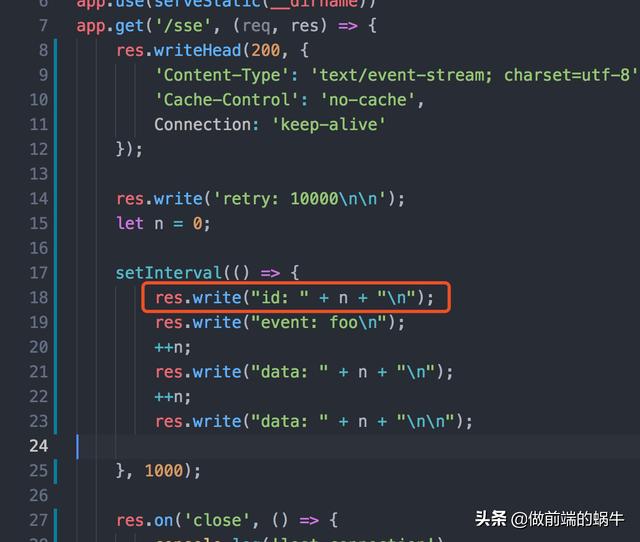 6 app.use(serveStatic(__dirname))
7 app.get('/sse', (req, res) => {
8 res.writeHead(200, {
9 'Content-Type': 'text/event-stream; charset=utf-8'
10 'Cache-Control': 'no-cache',
11 Connection: 'keep-alive'
12 });
13
14 res.write('retry: 10000\n\n');
15 let n = 0;
16
17 setInterval(() => {
18 res.write("id: " + n + "\n");
19 res.write("event: foo\n");
20 ++n;
21 res.write("data: " + n + "\n");
22 ++n;
23 res.write("data: " + n + "\n\n");
24
25 }, 1000);
26
27 res.on('close', () => {
28 console.log('lost connection')
头条 @做前端的蜗牛